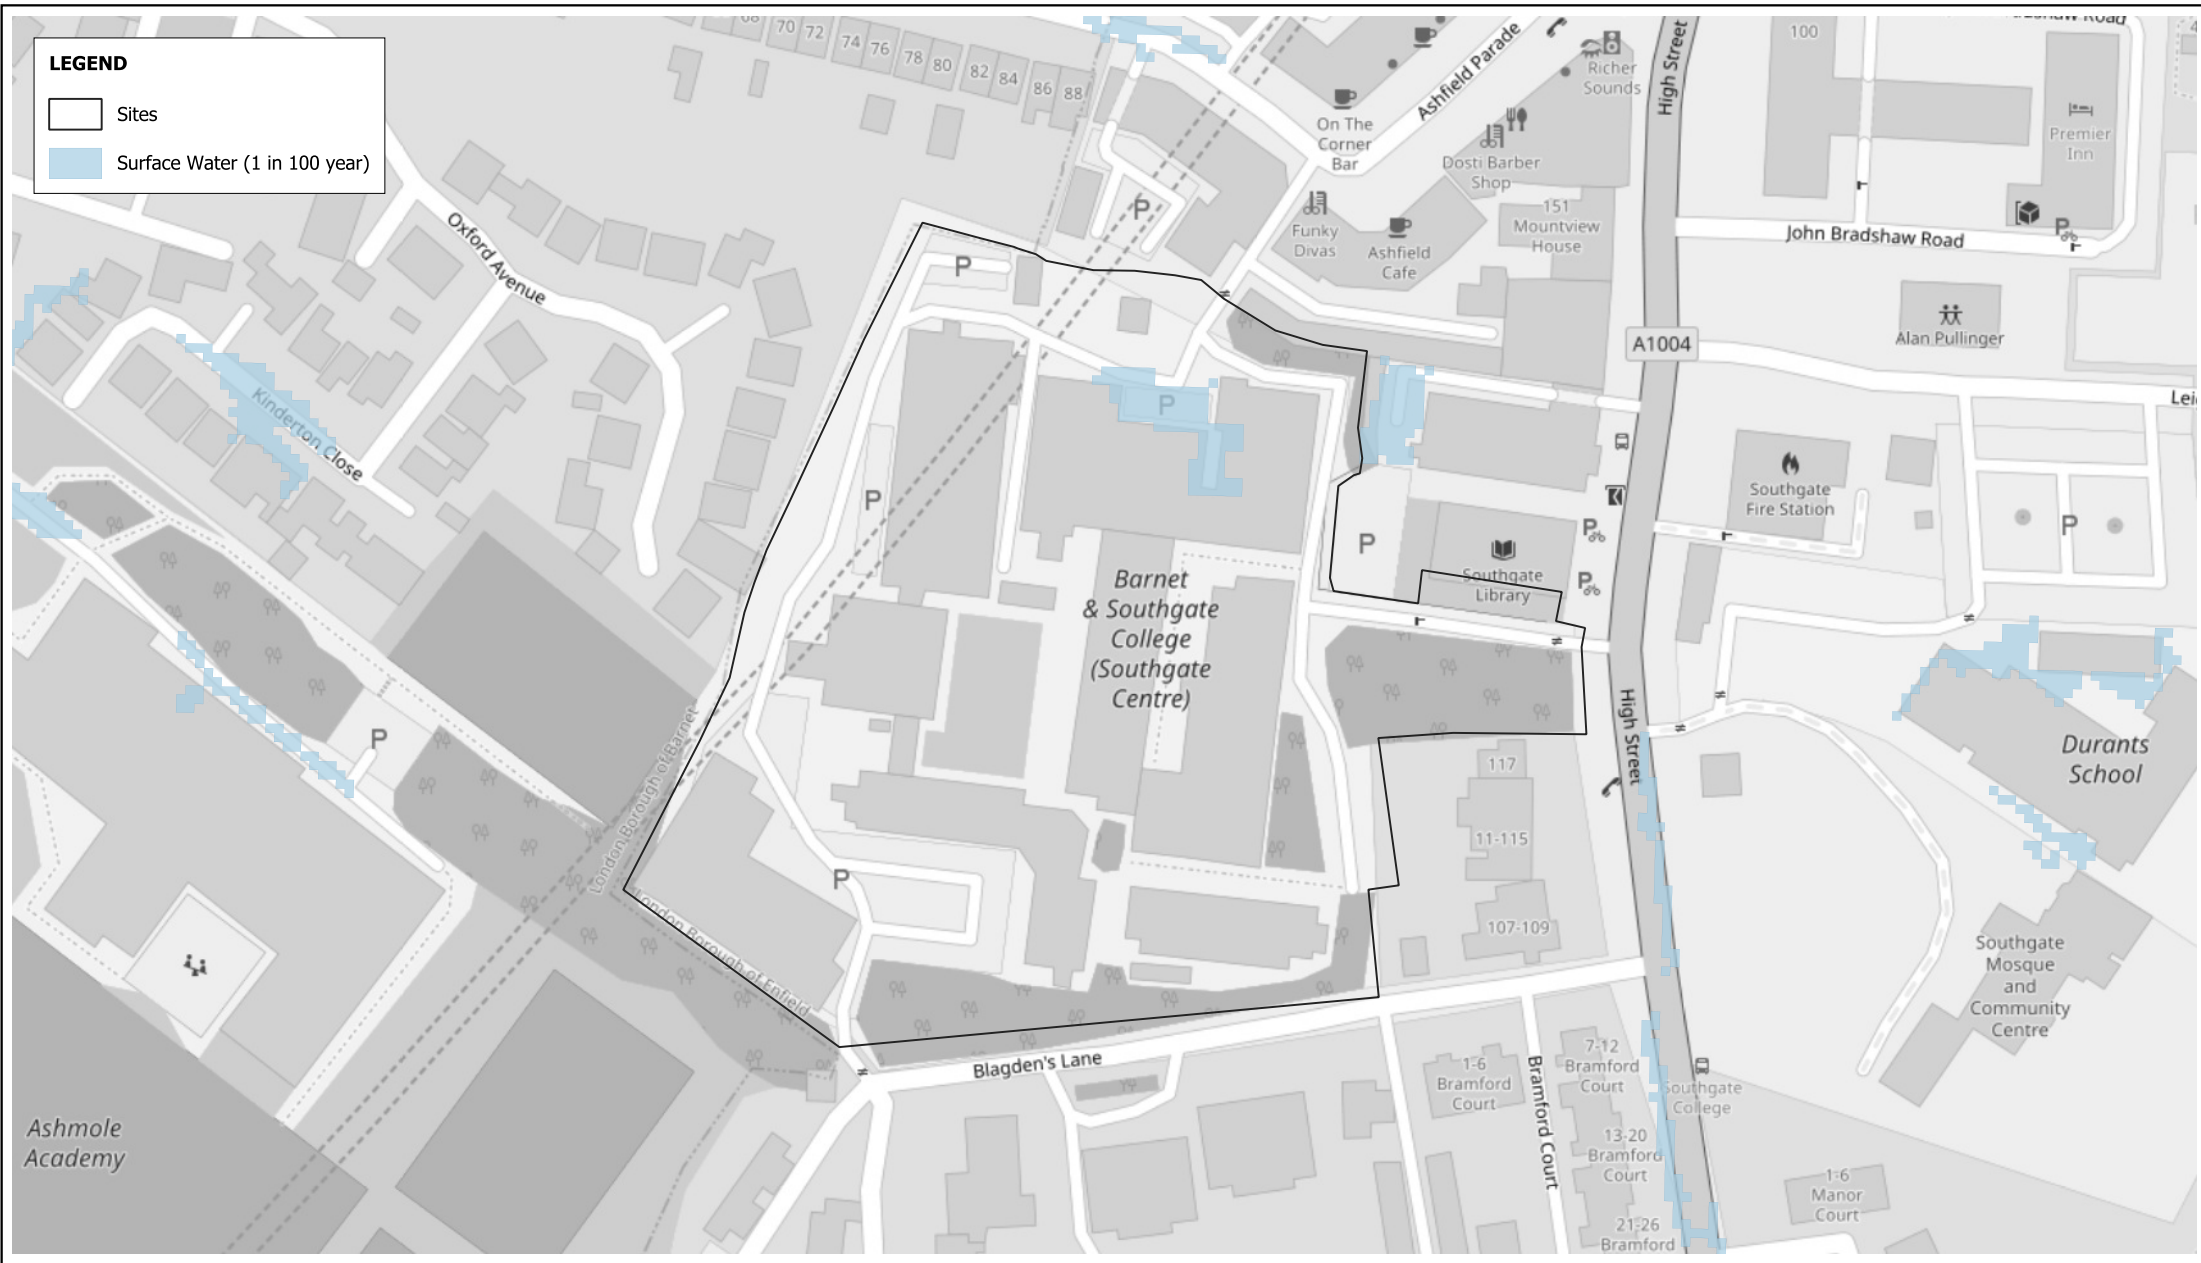 LEGEND
Sites
Surface Water (1 in 100 year)
68
70
72
74
76
78
80
82
84
86
88
Ashfield Parade
High Street
Richer
Sounds
100
Premier
Inn
On The
Corner
Bar
Dosti Barber
Shop
P
Funky
Divas
Ashfield
Cafe
151
Mountview
House
P
John Bradshaw Road
Oxford Avenue
P
A1004
Alan Pullinger
Kinderton Close
P
P
Southgate
Fire Station
P
P
P
P
P
Southgate
Library
Barnet
& Southgate
College
(Southgate
Centre)
London Borough of Barnet
P
High Street
117
Durants
School
11-115
P
London Borough of Enfield
107-109
Southgate
Mosque
and
Community
Centre
Blagden's Lane
1-6
Bramford
Court
Bramford Court
7-12
Bramford
Court
Southgate
College
Ashmole
Academy
13-20
Bramford
Court
1-6
Manor
Court
21-26
Bramford